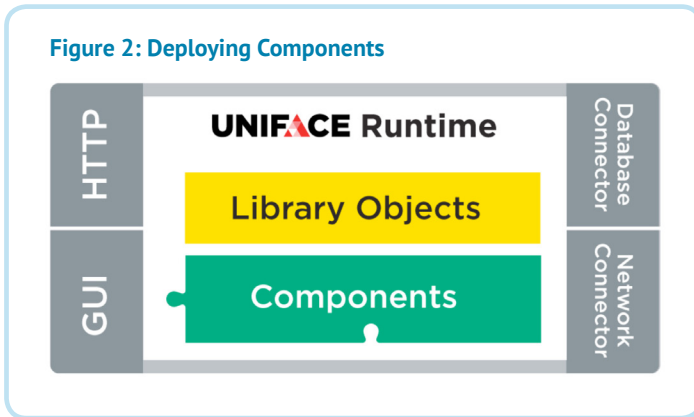 Figure 2: Deploying Components
HTTP
GUI
UNIFACE Runtime
Library Objects
Components
Database
Connector
Network
Connector